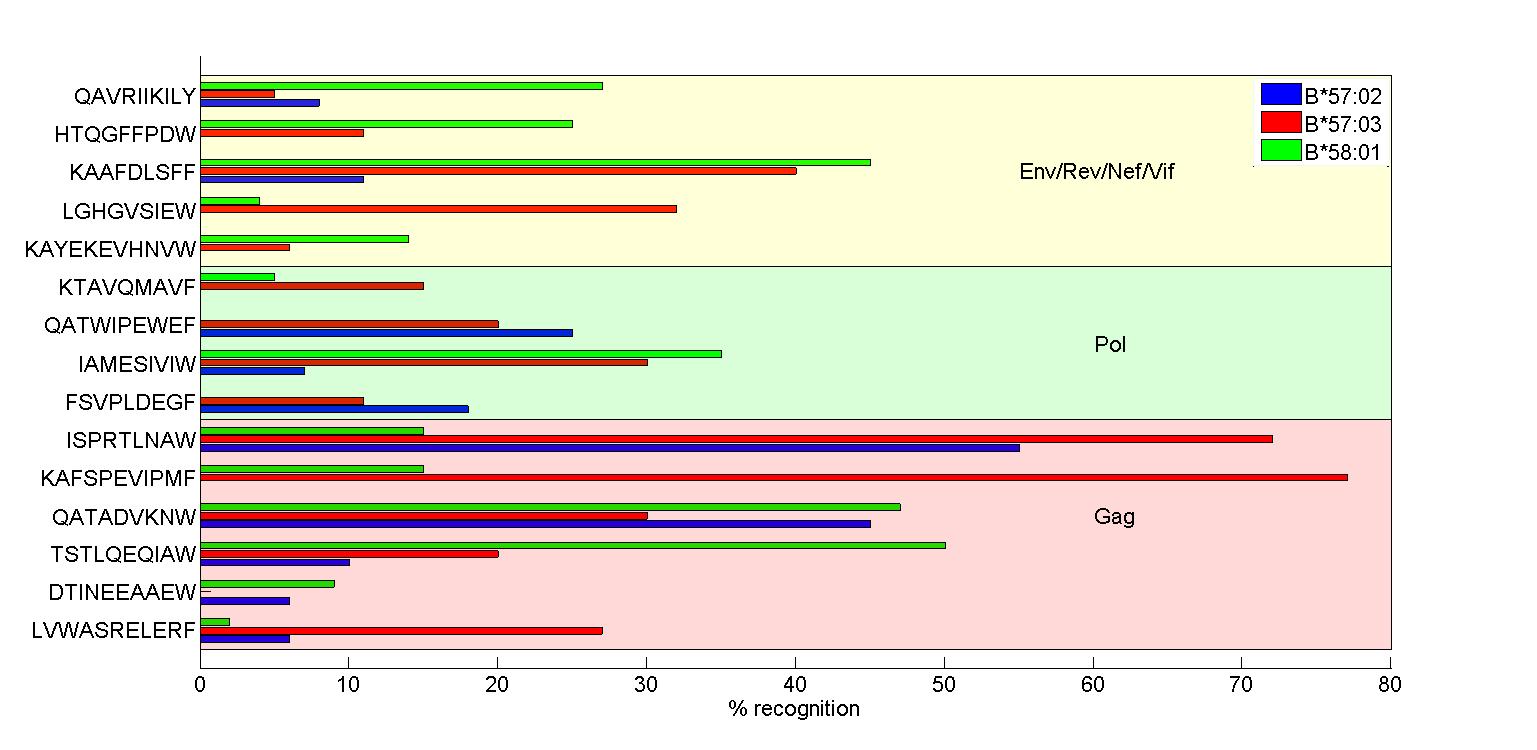 B*57:02
B*57:03
B*58:01
QAVRIIKILY
HTQGFFPDW
KAAFDLSFF
Env/Rev/Nef/Vif
LGHGVSIEW
KAYEKEVHNVW
KTAVQMAVF
QATWIPEWEF
Pol
IAMESIVIW
FSVPLDEGF
ISPRTLNAW
KAFSPEVIPMF
QATADVKNW
Gag
TSTLQEQIAW
DTINEEAAEW
LVWASRELERF
0 10 20 30 40 50 60 70 80
% recognition